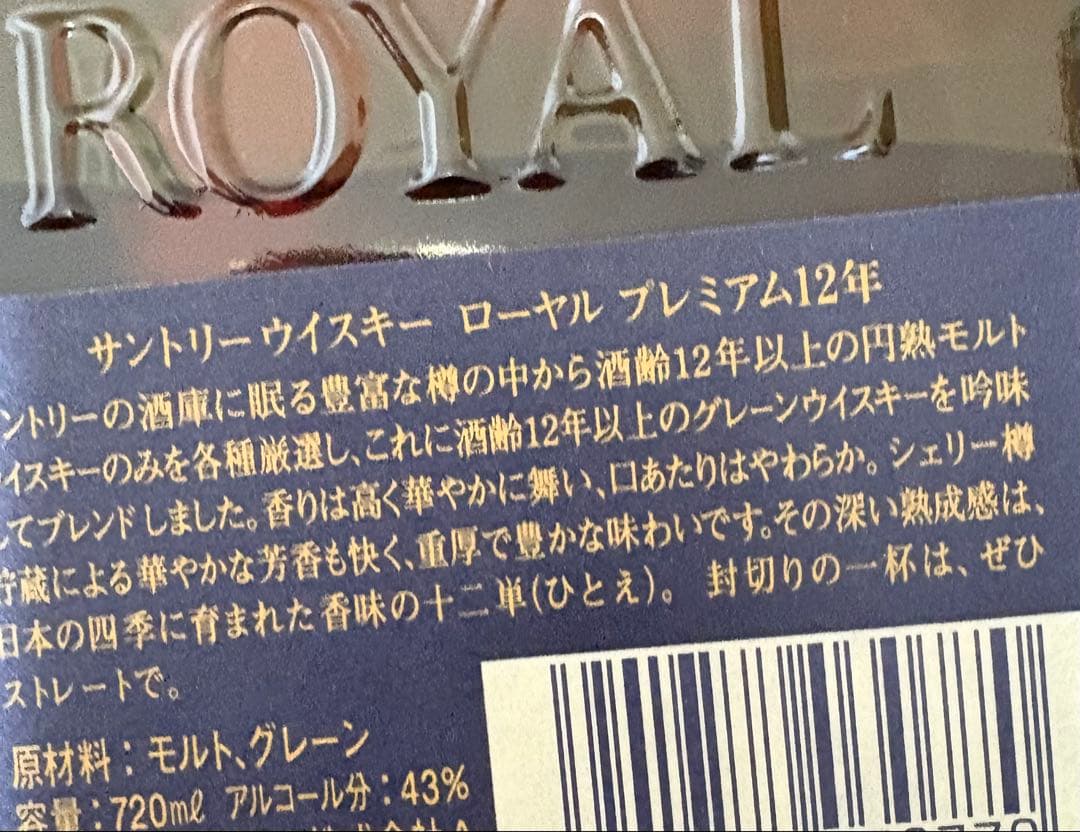 ROYAL
サントリーウイスキー ローヤル プレミアム12年
ントリーの酒庫に眠る豊富な樽の中から酒齢12年以上の円熟モルト
イスキーのみを各種厳選し、これに酒齢12年以上のグレーンウイスキーを吟味
てブレンドしました。香りは高く華やかに舞い、口あたりはやわらか。シェリー樽
貯蔵による華やかな芳香も快く、重厚で豊かな味わいです。その深い熟成感は、
日本の四季に育まれた香味の十二単(ひとえ)。 封切りの一杯は、ぜひ
ストレートで。
原材料：モルト、グレーン
容量：720ml アルコール分：43%